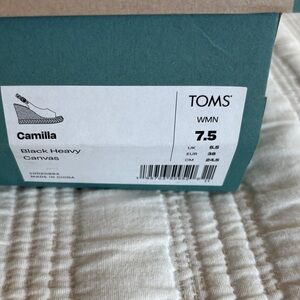 TOMS
WMN
Camilla
7.5
Black Heavy
Canvas
UK 5.5
EUR 38
CM 24.5
MADE IN CHINA